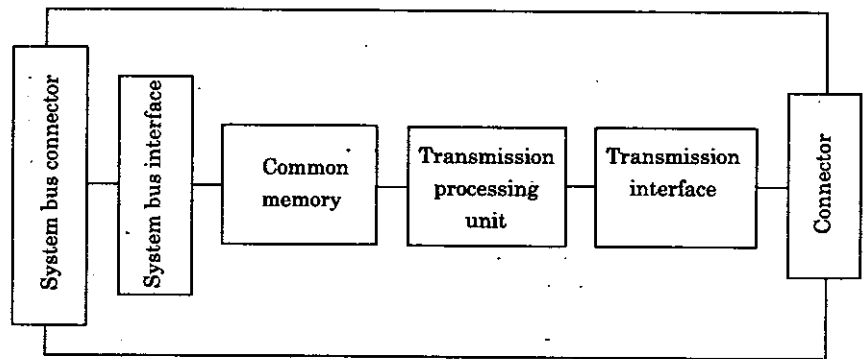 System bus connector
System bus interface
Common
memory
Transmission
processing
unit
Transmission
interface
Connector